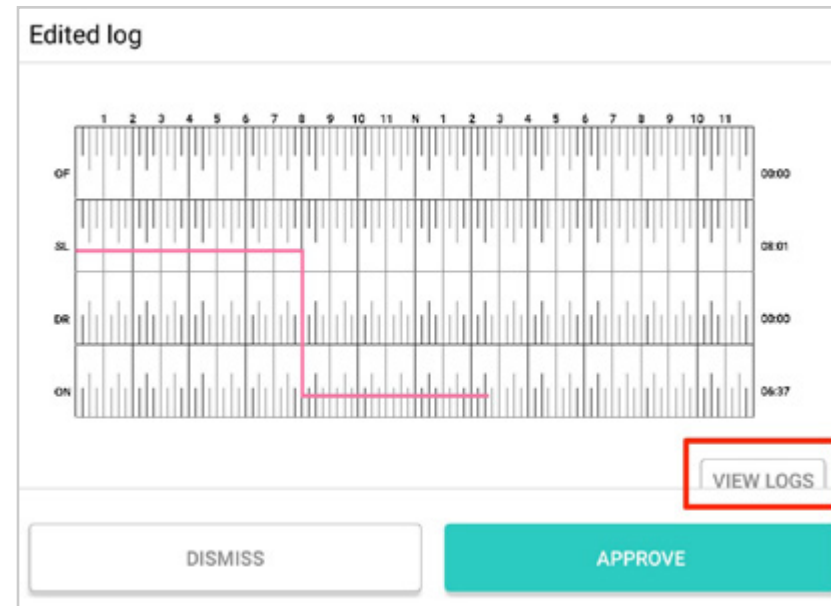 Edited log
1 2 3 4 5 6 7 8 9 10 11 N 1 2 3 4 5 6 7 8 9 10 11
OF 00:00
SL 08:01
DR 00:00
ON 06:37
VIEW LOGS
DISMISS APPROVE